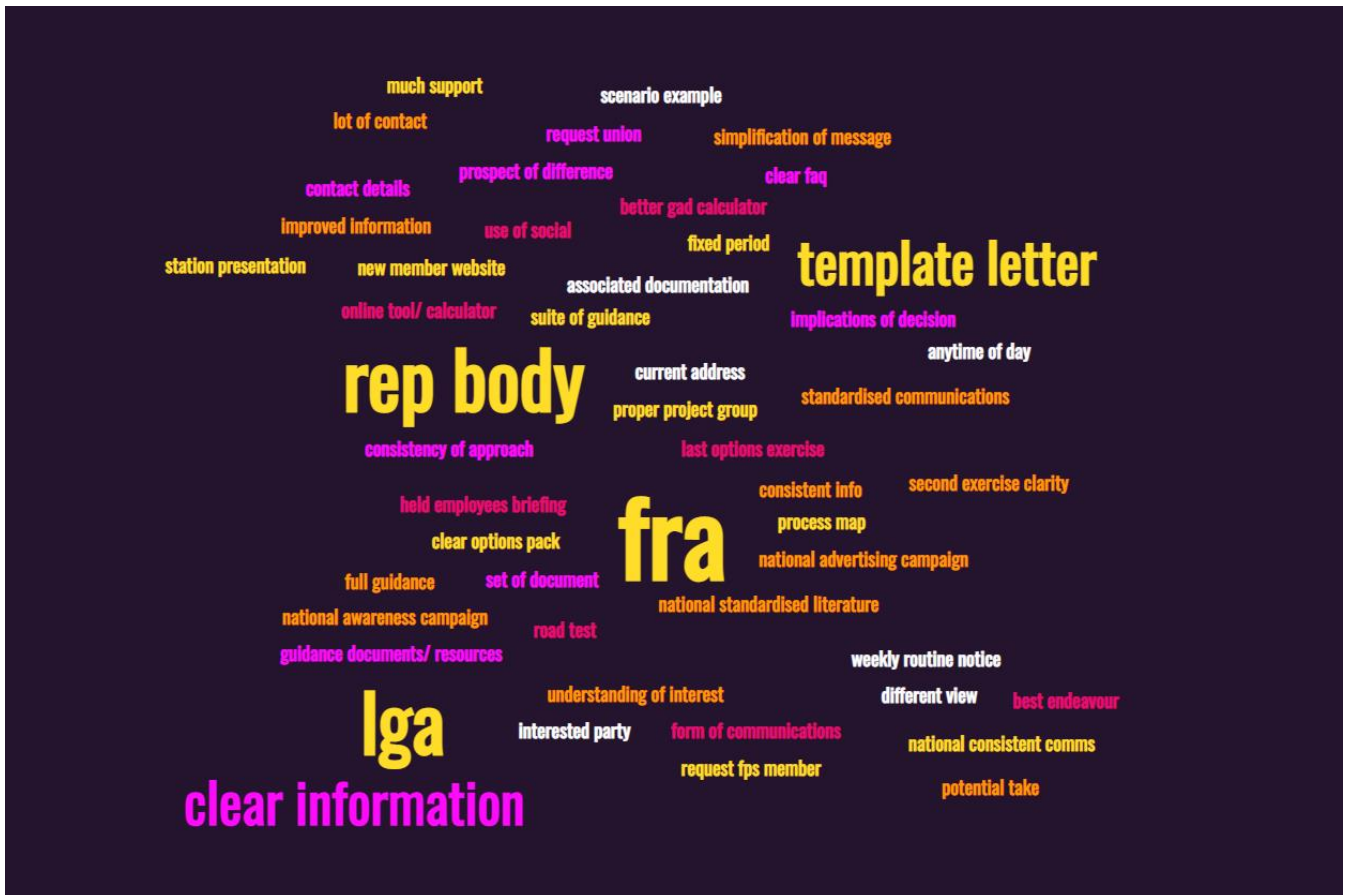 much support
scenario example
lot of contact
request union
simplification of message
prospect of difference
clear faq
contact details
better gad calculator
improved information
use of social
fixed period
template letter
station presentation
new member website
associated documentation
online tool/ calculator
suite of guidance
implications of decision
anytime of day
rep body
current address
standardised communications
proper project group
consistency of approach
last options exercise
second exercise clarity
consistent info
held employees briefing
fra
process map
clear options pack
national advertising campaign
full guidance
set of document
national standardised literature
national awareness campaign
road test
guidance documents/ resources
weekly routine notice
understanding of interest
different view
best endeavour
lga
interested party
form of communications
national consistent comms
request fps member
potential take
clear information